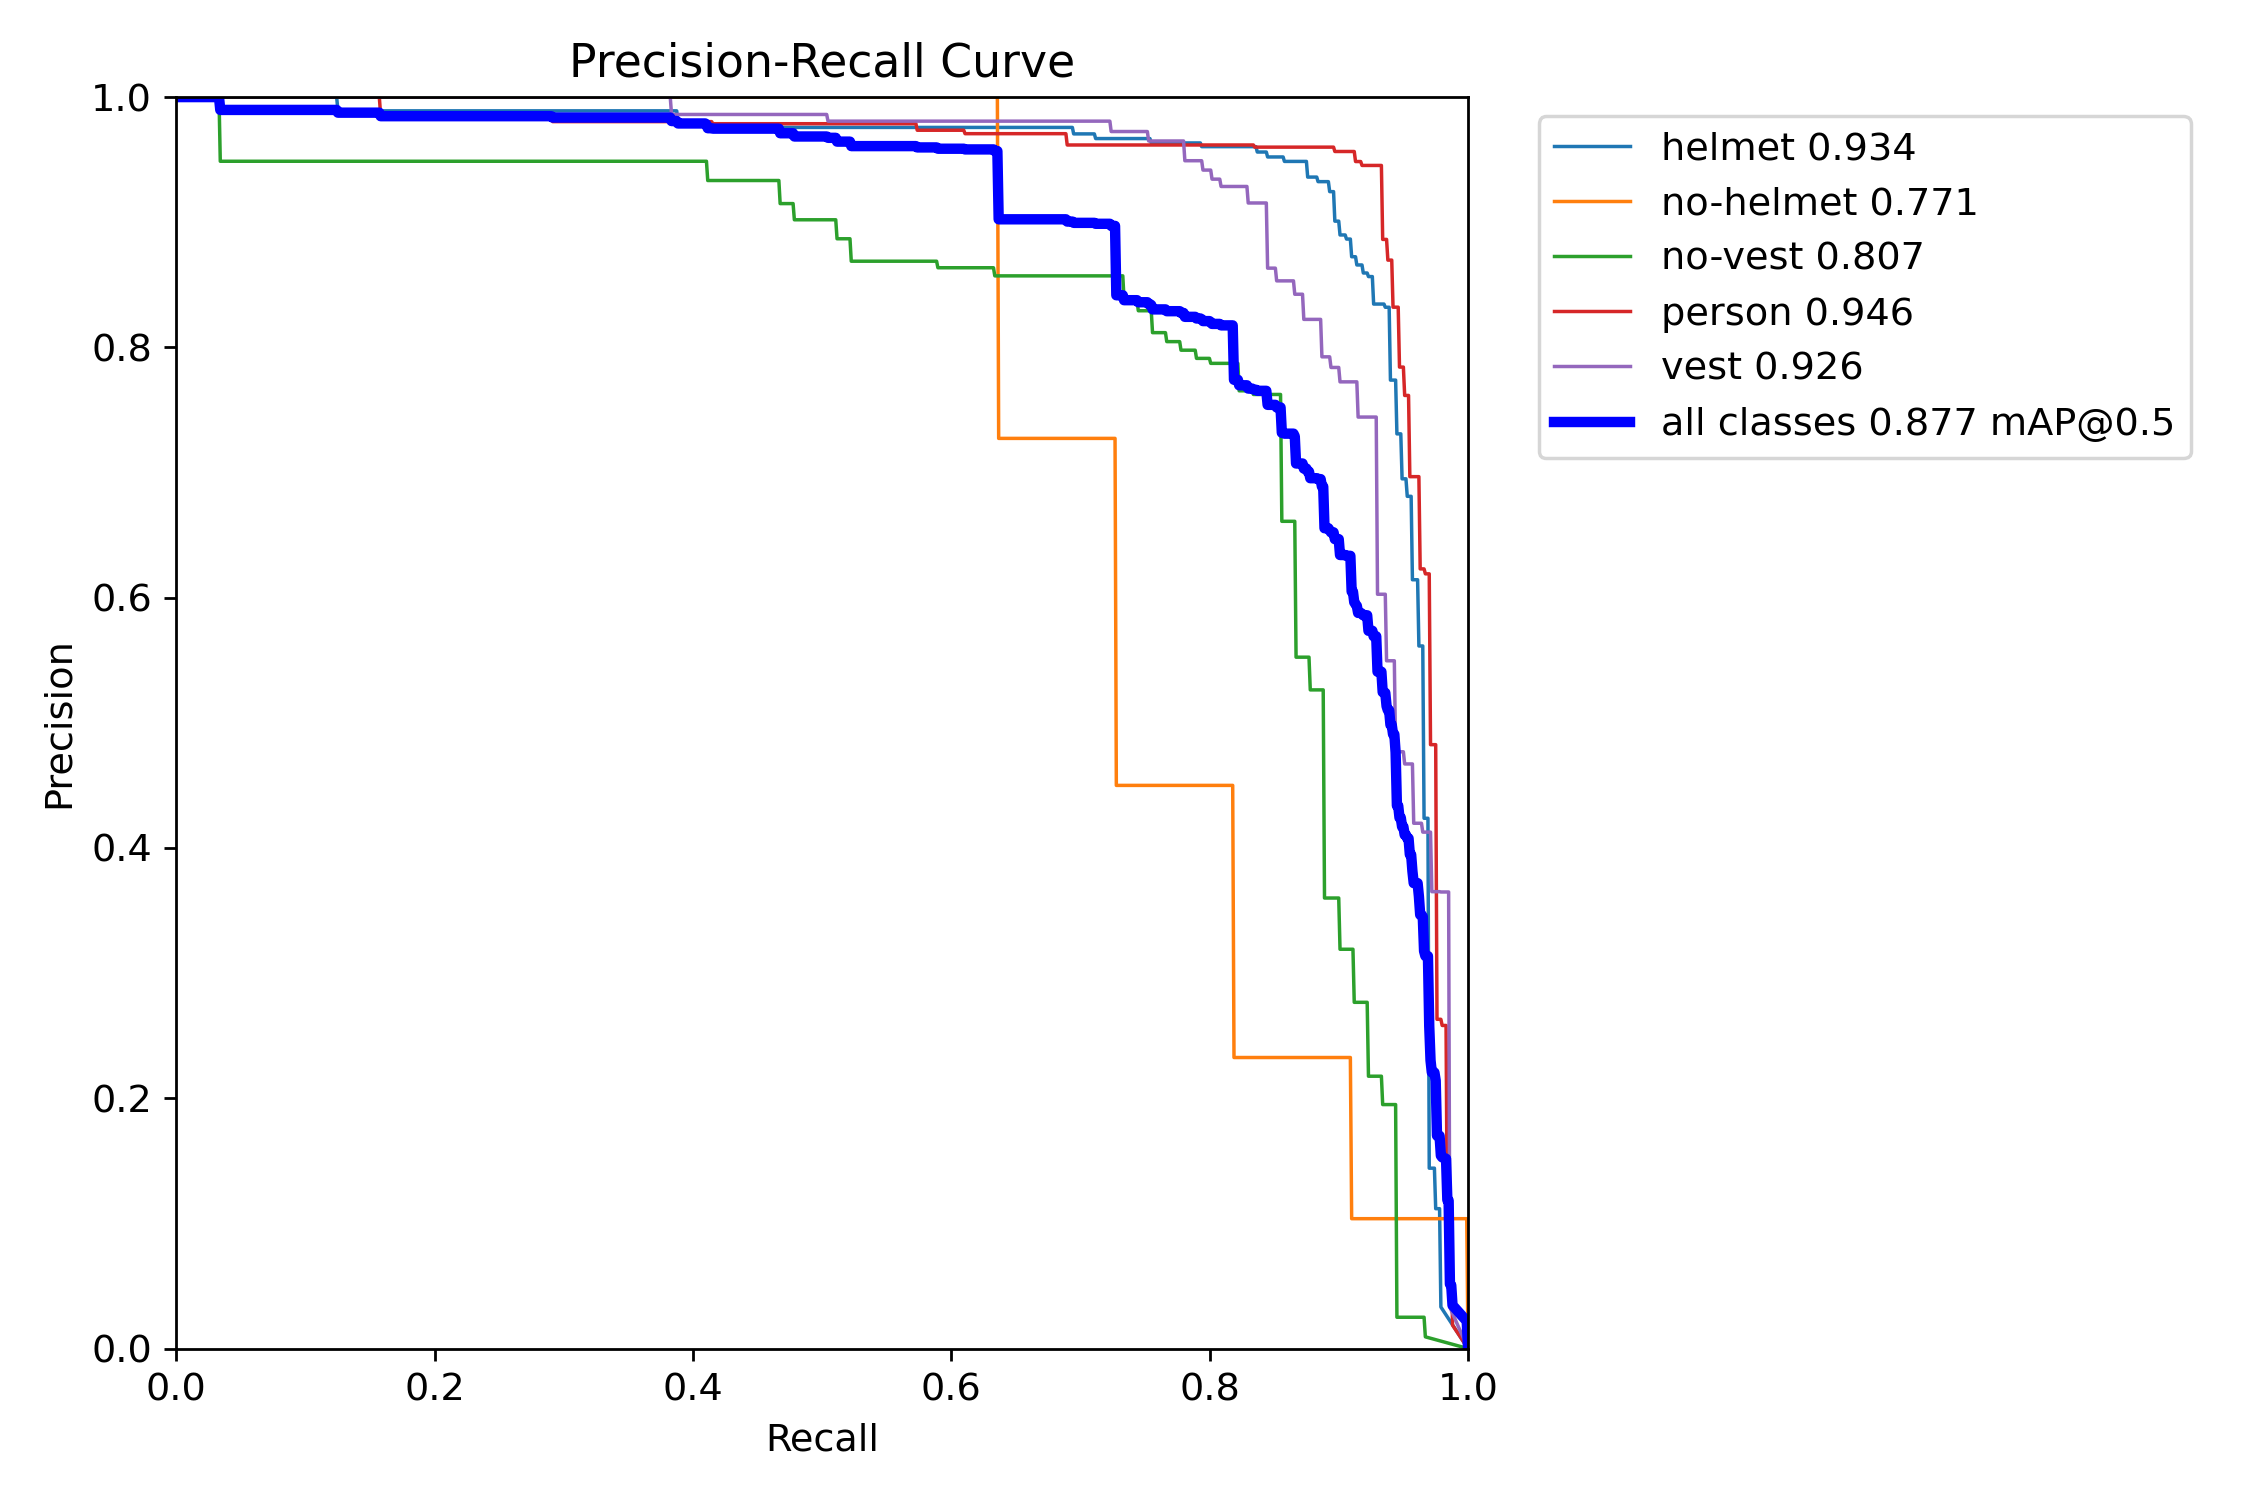 Precision-Recall Curve
1.0
0.8
0.6
0.4
0.2
0.0
Precision
0.0 0.2 0.4 0.6 0.8 1.0
Recall
helmet 0.934
no-helmet 0.771
no-vest 0.807
person 0.946
vest 0.926
all classes 0.877 mAP@0.5